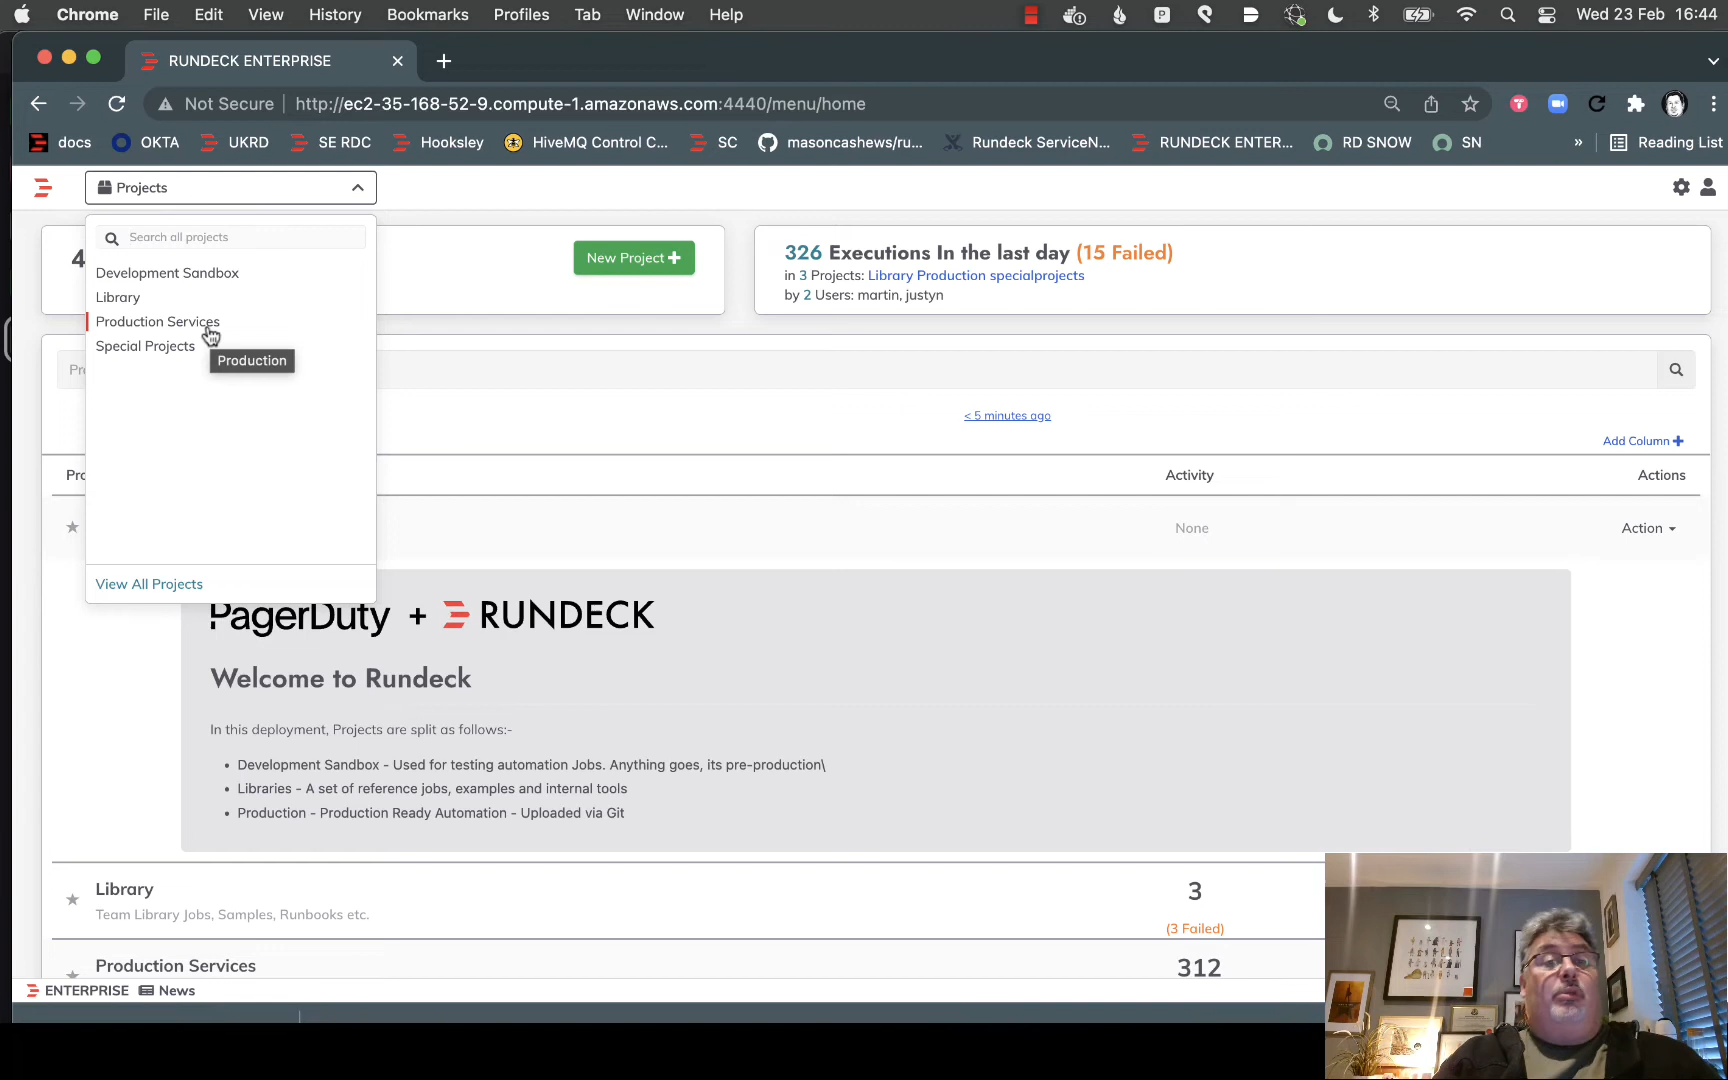 Chrome File Edit View History Bookmarks Profiles Tab Window Help Wed 23 Feb 16:44
RUNDECK ENTERPRISE
Not Secure http://ec2-35-168-52-9.compute-1.amazonaws.com:4440/menu/home
docs OKTA UKRD SE RDC Hooksley HiveMQ Control C... SC masoncashews/ru... Rundeck ServiceN... RUNDECK ENTER... RD SNOW SN » Reading List
Projects
Search all projects
Development Sandbox
Library
Production Services
Special Projects
Production
View All Projects
4
New Project
326 Executions In the last day (15 Failed)
in 3 Projects: Library Production specialprojects
by 2 Users: martin, justyn
< 5 minutes ago
Add Column
Activity Actions
None Action
PagerDuty + RUNDECK
Welcome to Rundeck
In this deployment, Projects are split as follows:-
• Development Sandbox - Used for testing automation Jobs. Anything goes, its pre-production\
• Libraries - A set of reference jobs, examples and internal tools
• Production - Production Ready Automation - Uploaded via Git
Library 3
Team Library Jobs, Samples, Runbooks etc. (3 Failed)
Production Services 312
ENTERPRISE News